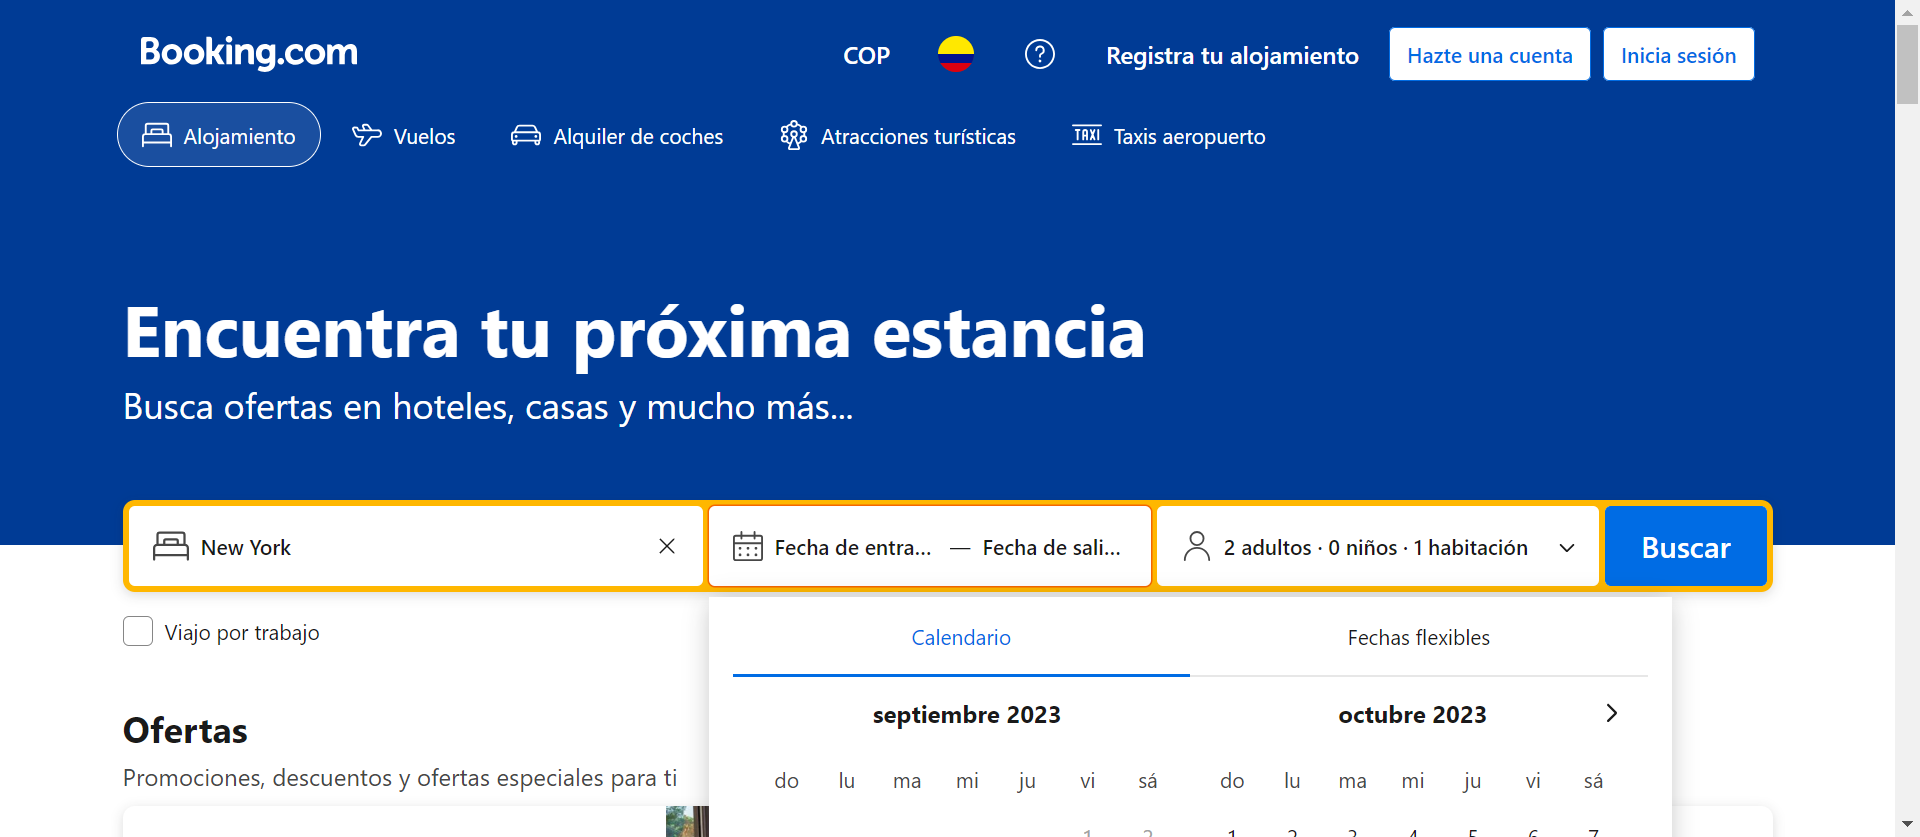 Booking.com
COP
Registra tu alojamiento
Hazte una cuenta
Inicia sesión
Alojamiento
Vuelos
Alquiler de coches
Atracciones turísticas
TAXI
Taxis aeropuerto
Encuentra tu próxima estancia
Busca ofertas en hoteles, casas y mucho más...
New York
Fecha de entra... — Fecha de sali...
2 adultos · 0 niños · 1 habitación
Buscar
Viajo por trabajo
Calendario
Fechas flexibles
septiembre 2023
octubre 2023
do lu ma mi ju vi sá
do lu ma mi ju vi sá
1 2
1 2 3 4 5 6 7
Ofertas
Promociones, descuentos y ofertas especiales para ti